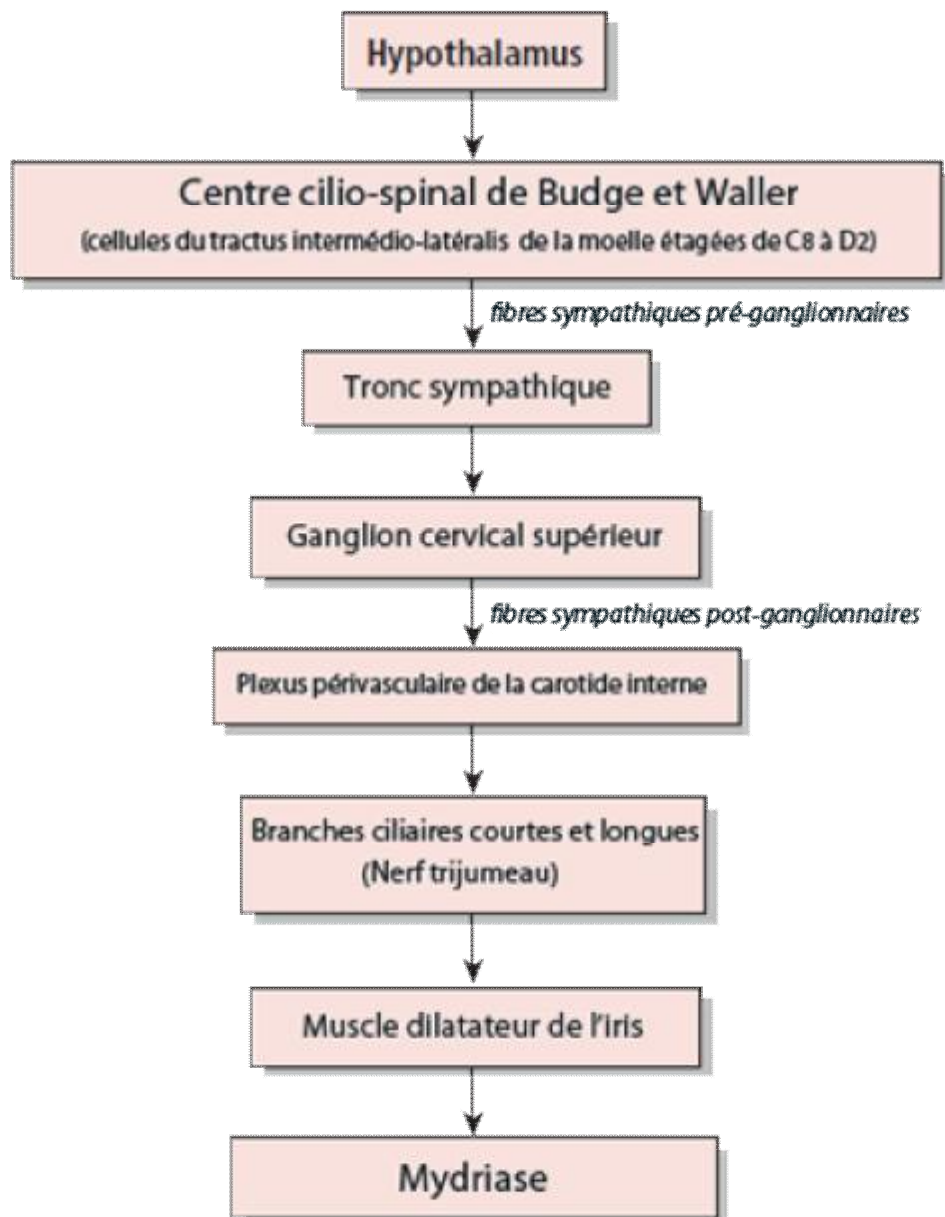 Hypothalamus
Centre cilio-spinal de Budge et Waller
(cellules du tractus intermédio-latéralis de la moelle étagées de C8 à D2)
fibres sympathiques pré-ganglionnaires
Tronc sympathique
Ganglion cervical supérieur
fibres sympathiques post-ganglionnaires
Plexus périvasculaire de la carotide interne
Branches ciliaires courtes et longues
(Nerf trijumeau)
Muscle dilatateur de l'iris
Mydriase